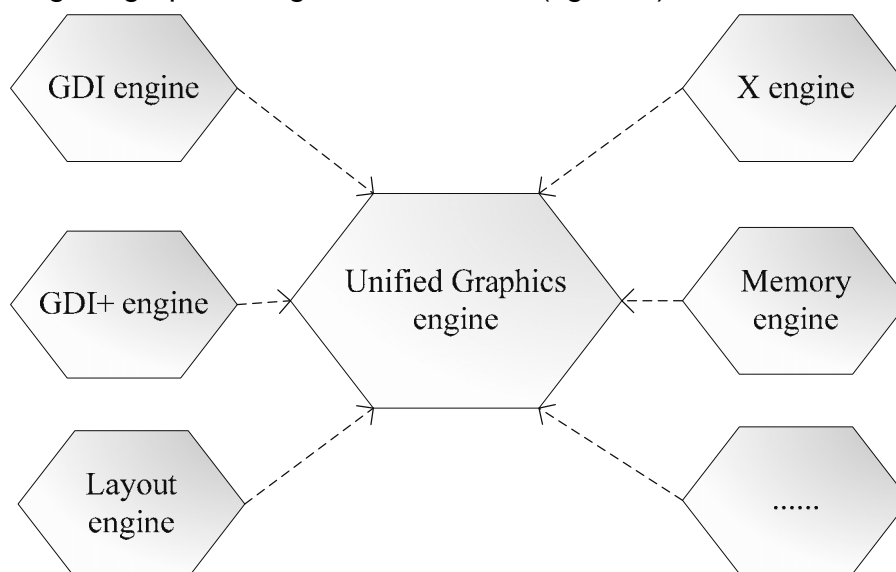 GDI engine
X engine
Unified Graphics
engine
GDI+ engine
Memory
engine
Layout
engine
......